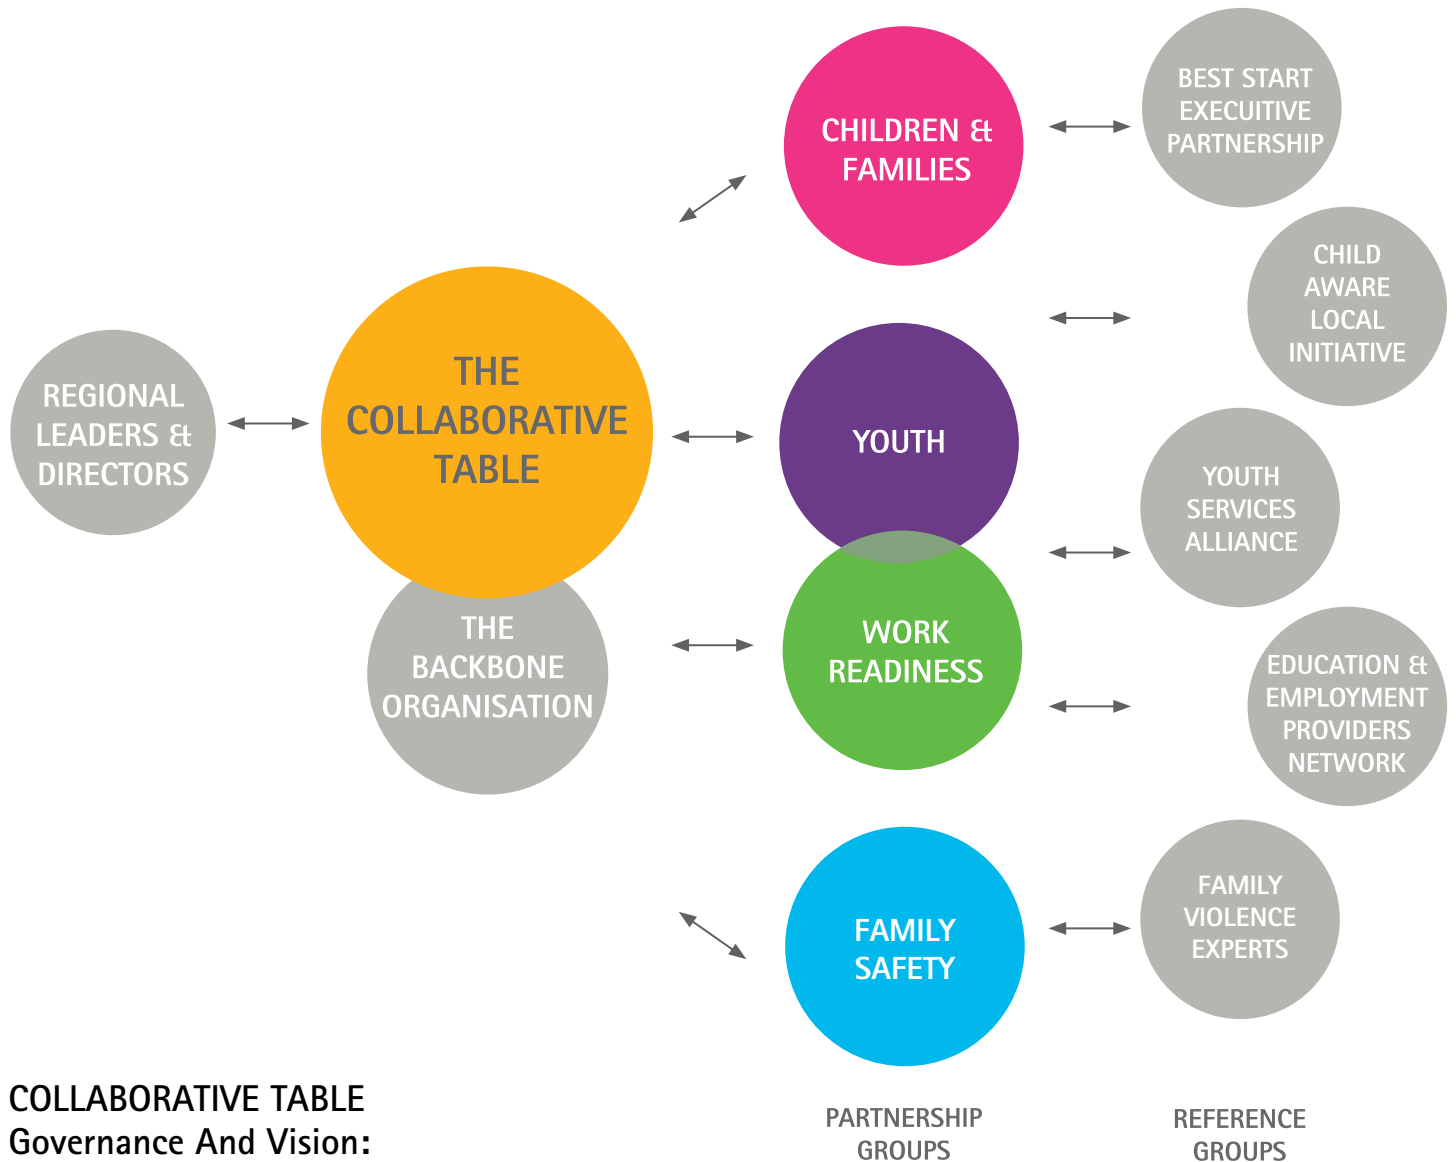 REGIONAL
LEADERS &
DIRECTORS
THE
COLLABORATIVE
TABLE
THE
BACKBONE
ORGANISATION
CHILDREN &
FAMILIES
YOUTH
WORK
READINESS
FAMILY
SAFETY
BEST START
EXECUITIVE
PARTNERSHIP
CHILD
AWARE
LOCAL
INITIATIVE
YOUTH
SERVICES
ALLIANCE
EDUCATION &
EMPLOYMENT
PROVIDERS
NETWORK
FAMILY
VIOLENCE
EXPERTS
PARTNERSHIP
GROUPS
REFERENCE
GROUPS
COLLABORATIVE TABLE
Governance And Vision: